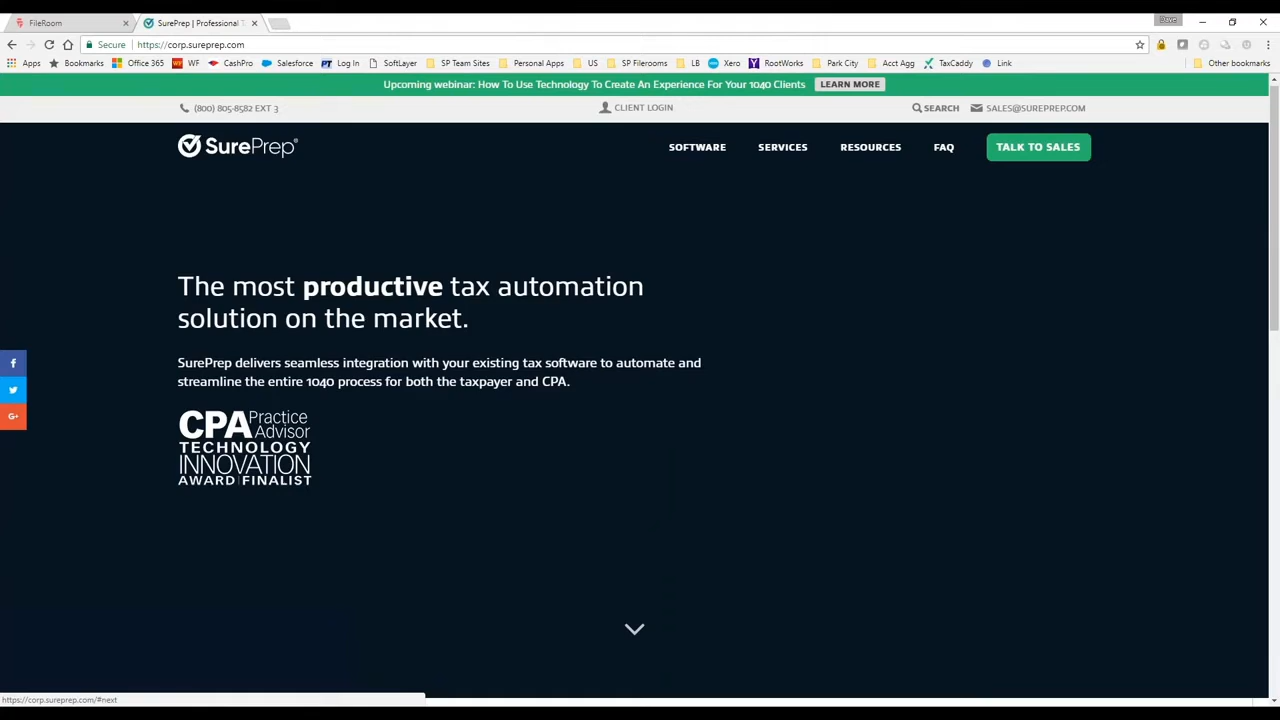 FileRoom
SurePrep | Professional T
Dave
Secure
https://corp.sureprep.com
Apps
Bookmarks
Office 365
WF
CashPro
Salesforce
Log In
SoftLayer
SP Team Sites
Personal Apps
US
SP Filerooms
LB
Xero
RootWorks
Park City
Acct Agg
TaxCaddy
Link
Other bookmarks
Upcoming webinar: How To Use Technology To Create An Experience For Your 1040 Clients
LEARN MORE
(800) 805-8582 EXT 3
CLIENT LOGIN
SEARCH
SALES@SUREPREP.COM
SurePrep®
SOFTWARE
SERVICES
RESOURCES
FAQ
TALK TO SALES
The most productive tax automation
solution on the market.
SurePrep delivers seamless integration with your existing tax software to automate and
streamline the entire 1040 process for both the taxpayer and CPA.
CPA Practice
Advisor
TECHNOLOGY
INNOVATION
AWARD FINALIST
https://corp.sureprep.com/#next